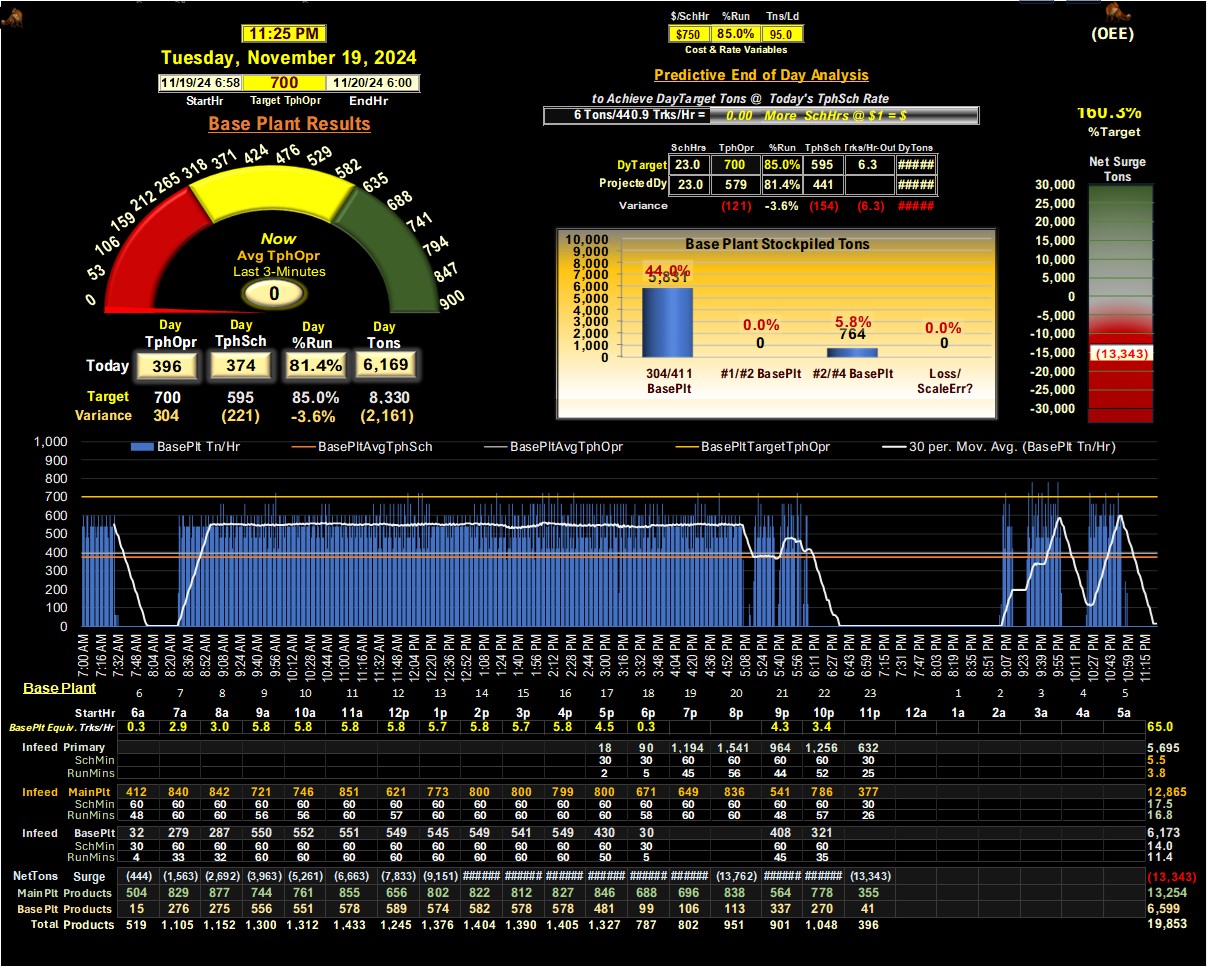 11:25 PM
Tuesday, November 19, 2024
11/19/24 6:58 700 11/20/24 6:00
StartHr Target TphOpr EndHr
Base Plant Results
0 53 106 159 212 265 318 371 424 476 529 582 635 688 741 794 847 900
Now
Avg TphOpr
Last 3-Minutes
0
Day Day Day Day
TphOpr TphSch %Run Tons
Today 396 374 81.4% 6,169
Target 700 595 85.0% 8,330
Variance 304 (221) -3.6% (2,161)
$/SchHr %Run Tns/Ld
$750 85.0% 95.0
Cost & Rate Variables
Predictive End of Day Analysis
to Achieve DayTarget Tons @ Today's TphSch Rate
6 Tons/440.9 Trks/Hr = 0.00 More SchHrs @ $1 = $
SchHrs TphOpr %Run TphSch Trks/Hr-Out DyTons
DyTarget 23.0 700 85.0% 595 6.3 #####
ProjectedDy 23.0 579 81.4% 441 #####
Variance (121) -3.6% (154) (6.3) #####
Base Plant Stockpiled Tons
10,000
9,000
8,000
7,000
6,000
5,000
4,000
3,000
2,000
1,000
0
44.0% 0.0% 5.8% 0.0%
5,831 0 764 0
304/411 BasePlt
#1/#2 BasePlt
#2/#4 BasePlt
Loss/ ScaleErr?
(OEE)
160.3%
%Target
Net Surge
Tons
30,000
25,000
20,000
15,000
10,000
5,000
0
-5,000
-10,000
-15,000
-20,000
-25,000
-30,000
(13,343)
BasePlt Tn/Hr BasePltAvgTphSch BasePltAvgTphOpr BasePltTargetTphOpr 30 per. Mov. Avg. (BasePlt Tn/Hr)
1,000
900
800
700
600
500
400
300
200
100
0
7:00 AM 7:16 AM 7:32 AM 7:48 AM 8:04 AM 8:20 AM 8:36 AM 8:52 AM 9:08 AM 9:24 AM 9:40 AM 9:56 AM 10:12 AM 10:28 AM 10:44 AM 11:00 AM 11:16 AM 11:32 AM 11:48 AM 12:04 PM 12:20 PM 12:36 PM 12:52 PM 1:08 PM 1:24 PM 1:40 PM 1:56 PM 2:12 PM 2:28 PM 2:44 PM 3:00 PM 3:16 PM 3:32 PM 3:48 PM 4:04 PM 4:20 PM 4:36 PM 4:52 PM 5:08 PM 5:24 PM 5:40 PM 5:56 PM 6:11 PM 6:27 PM 6:43 PM 6:59 PM 7:15 PM 7:31 PM 7:47 PM 8:03 PM 8:19 PM 8:35 PM 8:51 PM 9:07 PM 9:23 PM 9:39 PM 9:55 PM 10:11 PM 10:27 PM 10:43 PM 10:59 PM 11:15 PM
Base Plant 6 7 8 9 10 11 12 13 14 15 16 17 18 19 20 21 22 23 1 2 3 4 5
StartHr 6a 7a 8a 9a 10a 11a 12p 1p 2p 3p 4p 5p 6p 7p 8p 9p 10p 11p 12a 1a 2a 3a 4a 5a
BasePlt Equiv. Trks/Hr 0.3 2.9 3.0 5.8 5.8 5.8 5.8 5.7 5.8 5.7 5.8 4.5 0.3 4.3 3.4 65.0
Infeed Primary 18 90 1,194 1,541 964 1,256 632 5,695
SchMin 30 30 60 60 60 60 30 5.5
RunMins 2 5 45 56 44 52 25 3.8
Infeed MainPlt 412 840 842 721 746 851 621 773 800 800 799 800 671 649 836 541 786 377 12,865
SchMin 60 60 60 60 60 60 60 60 60 60 60 60 60 60 60 60 60 30 17.5
RunMins 48 60 60 56 56 60 57 60 60 60 60 60 58 60 60 48 57 26 16.8
Infeed BasePlt 32 279 287 550 552 551 549 545 549 541 549 430 30 408 321 6,173
SchMin 30 60 60 60 60 60 60 60 60 60 60 60 30 60 60 14.0
RunMins 4 33 32 60 60 60 60 60 60 60 60 50 5 45 35 11.4
NetTons Surge (444) (1,563) (2,692) (3,963) (5,261) (6,663) (7,833) (9,151) ###### ###### ###### ###### ###### ###### (13,762) ###### ###### (13,343) (13,343)
MainPlt Products 504 829 877 744 761 855 656 802 822 812 827 846 688 696 838 564 778 355 13,254
BasePlt Products 15 276 275 556 551 578 589 574 582 578 578 481 99 106 113 337 270 41 6,599
Total Products 519 1,105 1,152 1,300 1,312 1,433 1,245 1,376 1,404 1,390 1,405 1,327 787 802 951 901 1,048 396 19,853